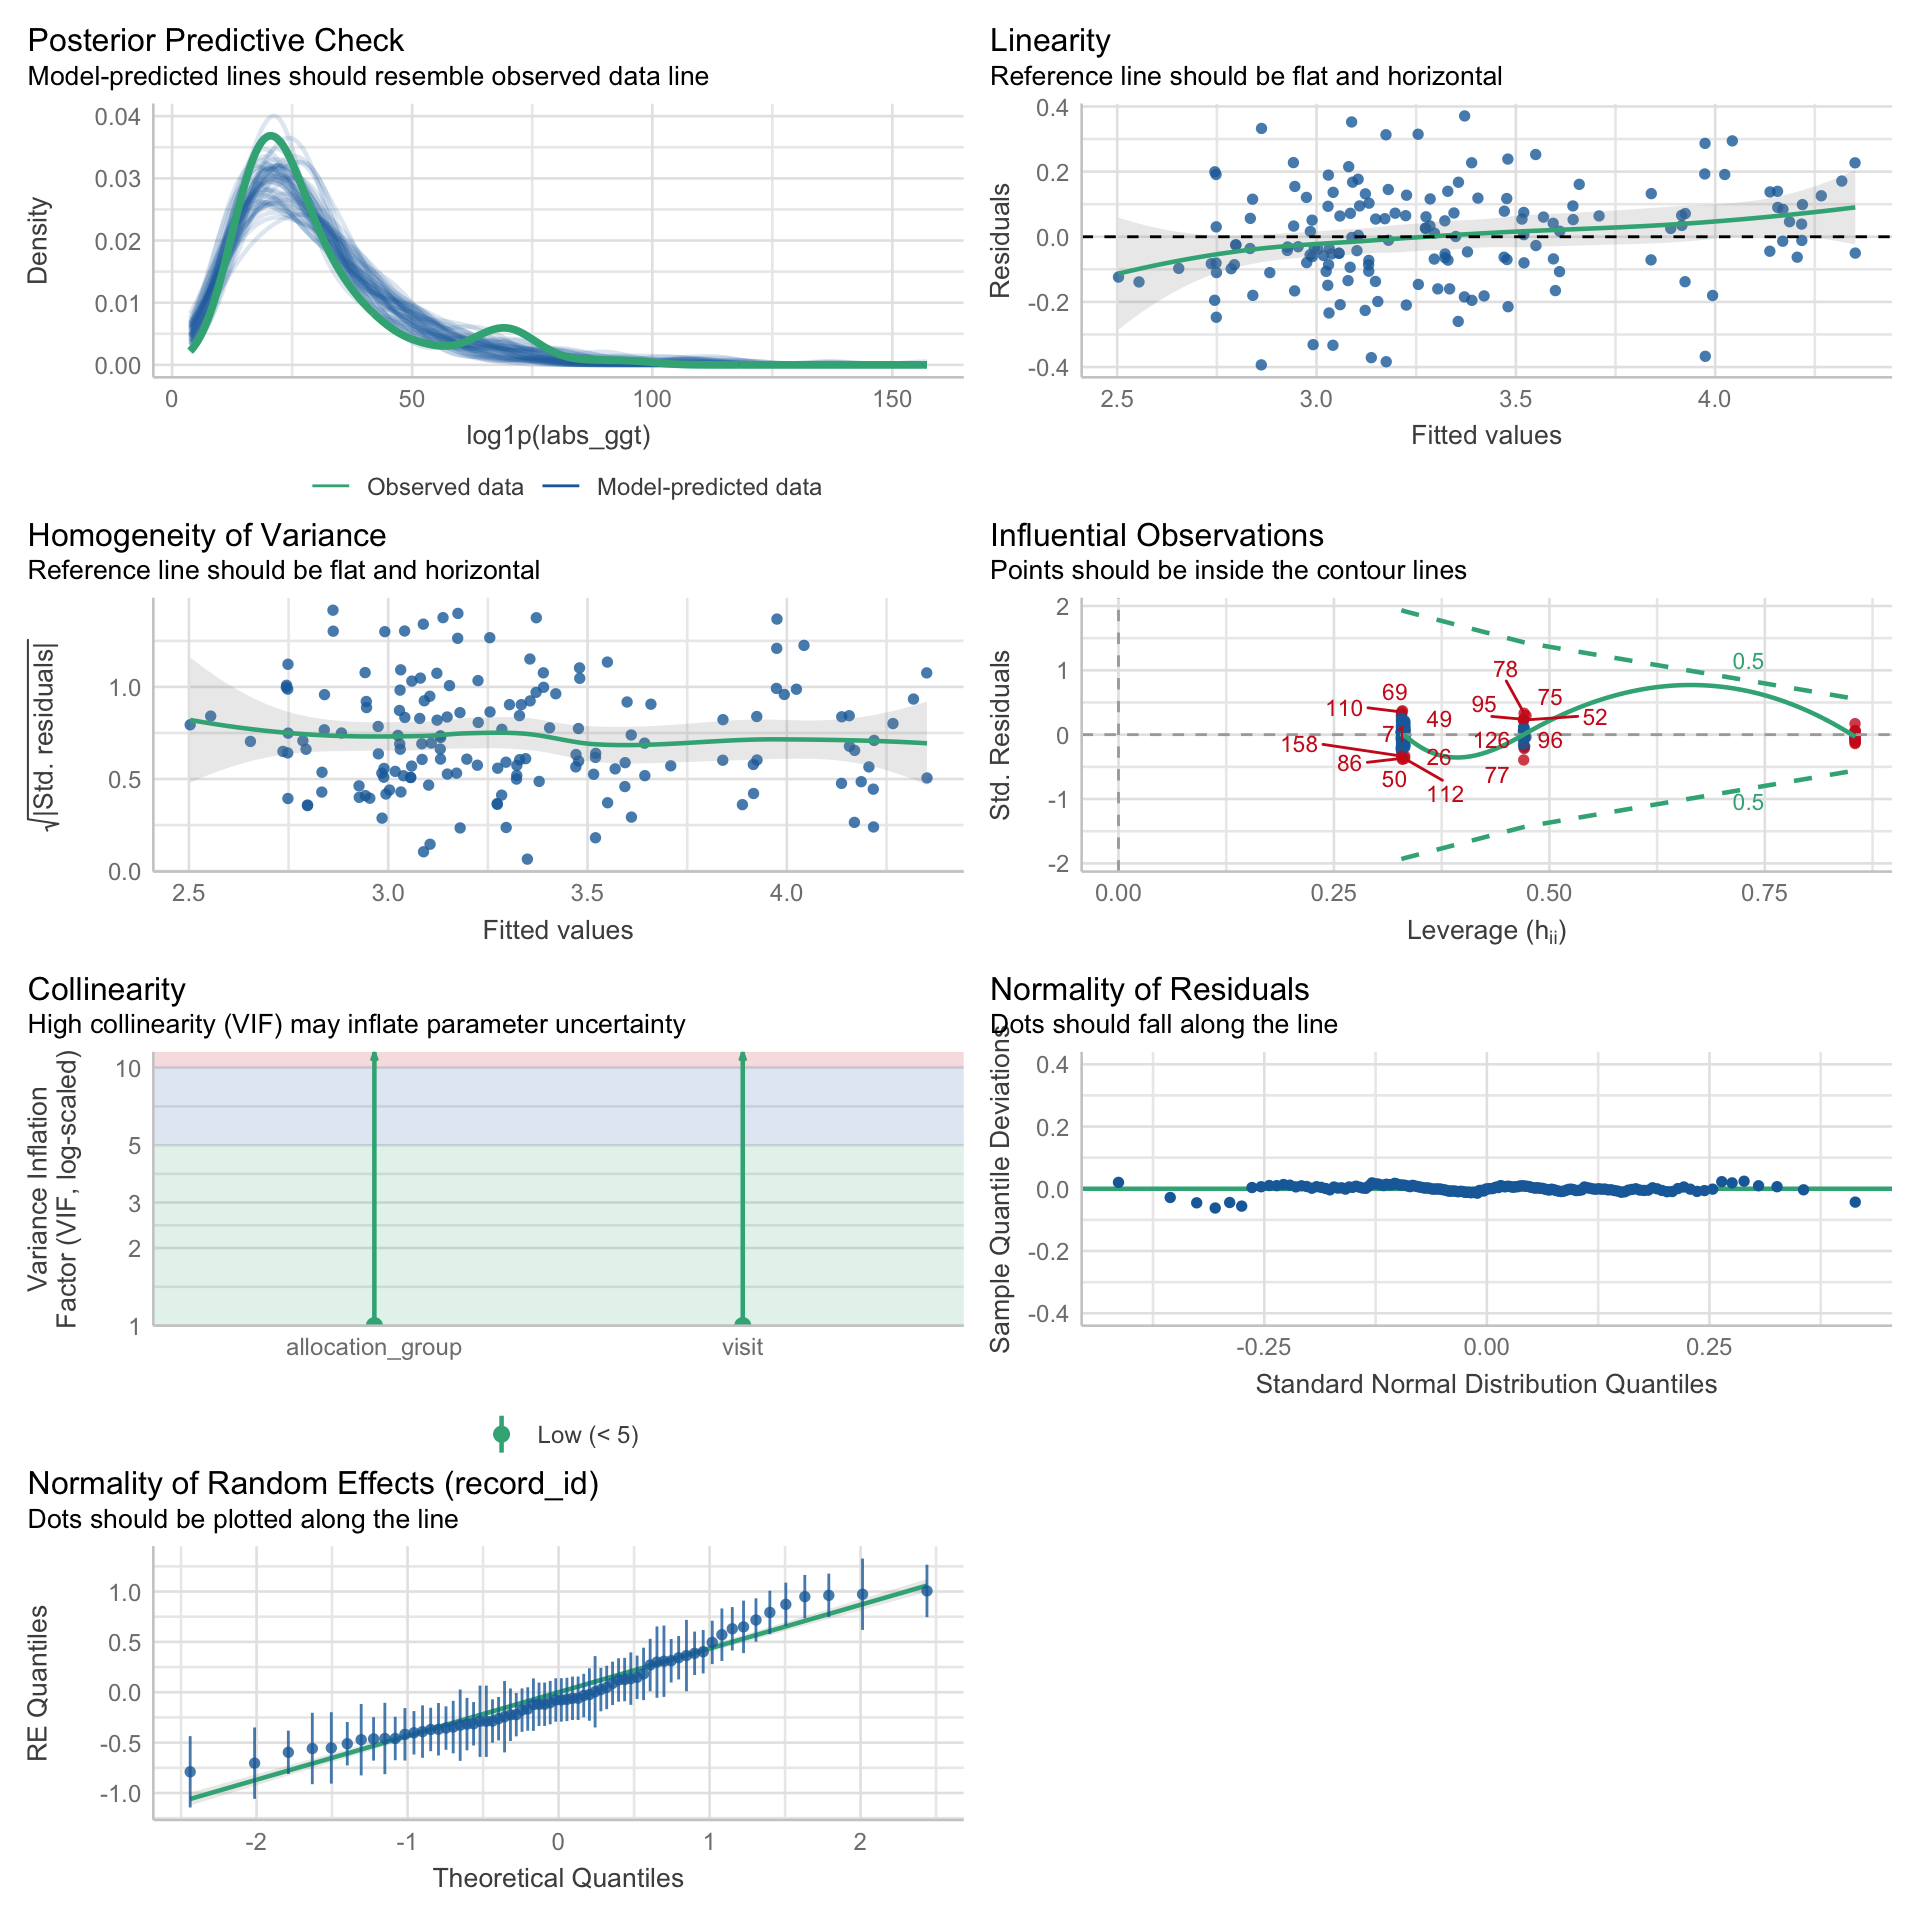 Posterior Predictive Check
Model-predicted lines should resemble observed data line
Density
0.04
0.03
0.02
0.01
0.00
0
50
100
150
log1p(labs_ggt)
Observed data
Model-predicted data
Linearity
Reference line should be flat and horizontal
Residuals
0.4
0.2
0.0
-0.2
-0.4
2.5
3.0
3.5
4.0
Fitted values
Homogeneity of Variance
Reference line should be flat and horizontal
√|Std. residuals|
1.0
0.5
0.0
2.5
3.0
3.5
4.0
Fitted values
Influential Observations
Points should be inside the contour lines
Std. Residuals
2
1
0
-1
-2
78
69
75
0.5
110
95
49
52
71
126
96
158
26
86
77
50
112
0.5
0.00
0.25
0.50
0.75
Leverage (hii)
Collinearity
High collinearity (VIF) may inflate parameter uncertainty
Variance Inflation
Factor (VIF, log-scaled)
10
5
3
2
1
allocation_group
visit
Low (< 5)
Normality of Residuals
Dots should fall along the line
Sample Quantile Deviations
0.4
0.2
0.0
-0.2
-0.4
-0.25
0.00
0.25
Standard Normal Distribution Quantiles
Normality of Random Effects (record_id)
Dots should be plotted along the line
RE Quantiles
1.0
0.5
0.0
-0.5
-1.0
-2
-1
0
1
2
Theoretical Quantiles